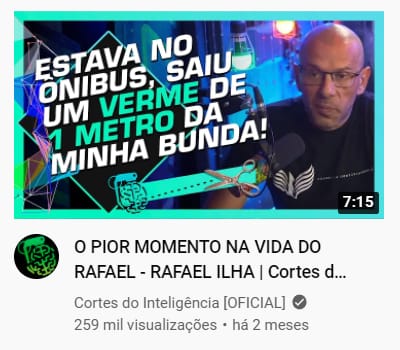 ESTAVA NO
ÔNIBUS, SAIU
UM VERME DE
1 METRO DA
MINHA BUNDA!
7:15
O PIOR MOMENTO NA VIDA DO
RAFAEL - RAFAEL ILHA | Cortes d...
Cortes do Inteligência [OFICIAL]
259 mil visualizações • há 2 meses